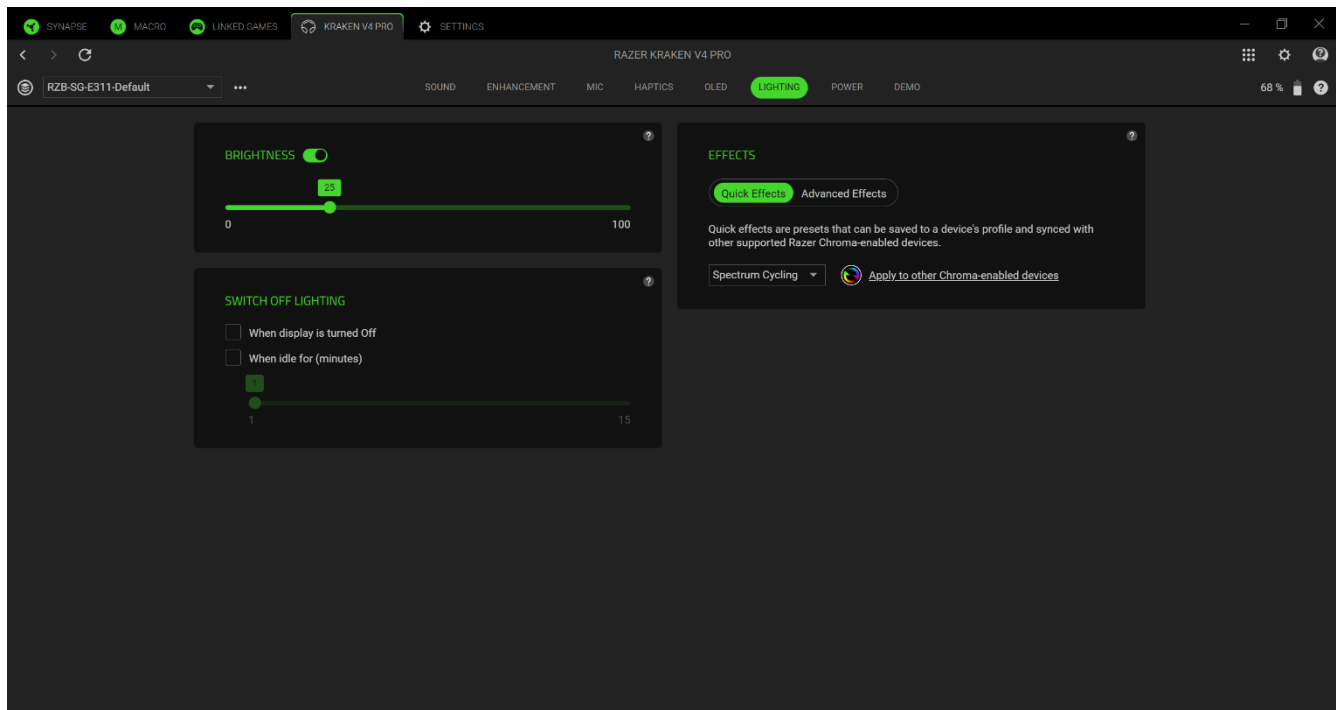 SYNAPSE
M MACRO
LINKED GAMES
KRAKEN V4 PRO
SETTINGS
RAZER KRAKEN V4 PRO
RZB-SG-E311-Default
SOUND
ENHANCEMENT
MIC
HAPTICS
OLED
LIGHTING
POWER
DEMO
68 %
?
?
BRIGHTNESS
25
0 100
?
SWITCH OFF LIGHTING
When display is turned Off
When idle for (minutes)
1
1 15
?
EFFECTS
Quick Effects Advanced Effects
Quick effects are presets that can be saved to a device's profile and synced with
other supported Razer Chroma-enabled devices.
Spectrum Cycling
Apply to other Chroma-enabled devices